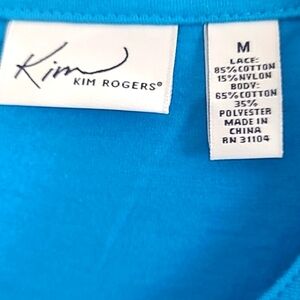 Kim
KIM ROGERS®
M
LACE:
85%COTTON
15%NYLON
BODY:
65%COTTON
35%
POLYESTER
MADE IN
CHINA
RN 31104